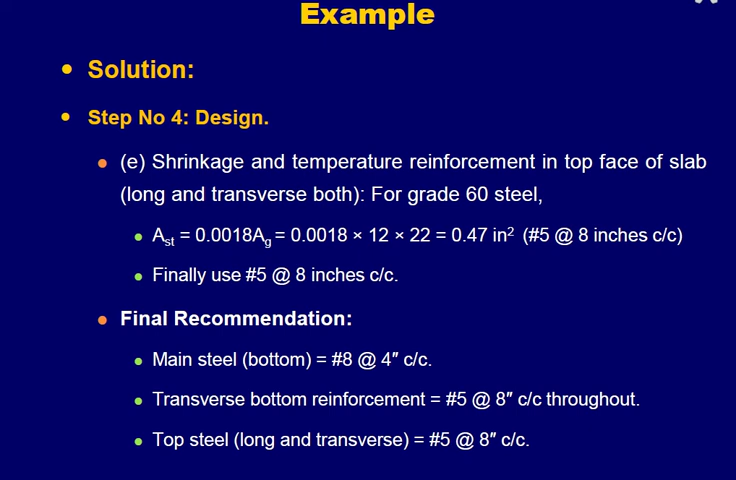 Example
• Solution:
• Step No 4: Design.
• (e) Shrinkage and temperature reinforcement in top face of slab
(long and transverse both): For grade 60 steel,
• Ast = 0.0018Ag = 0.0018 × 12 × 22 = 0.47 in² (#5 @ 8 inches c/c)
• Finally use #5 @ 8 inches c/c.
• Final Recommendation:
• Main steel (bottom) = #8 @ 4″ c/c.
• Transverse bottom reinforcement = #5 @ 8″ c/c throughout.
• Top steel (long and transverse) = #5 @ 8″ c/c.